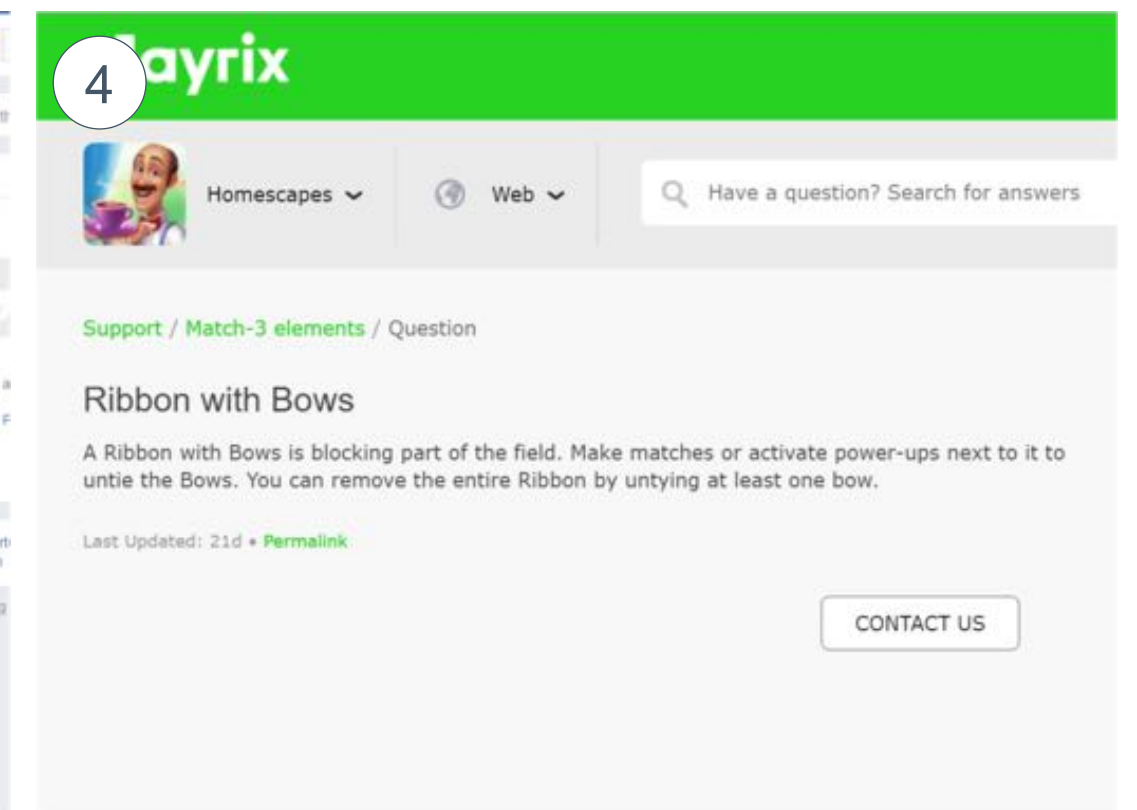 4
ayrix
Homescapes
Web
Have a question? Search for answers
Support / Match-3 elements / Question
Ribbon with Bows
A Ribbon with Bows is blocking part of the field. Make matches or activate power-ups next to it to
untie the Bows. You can remove the entire Ribbon by untying at least one bow.
Last Updated: 21d • Permalink
CONTACT US